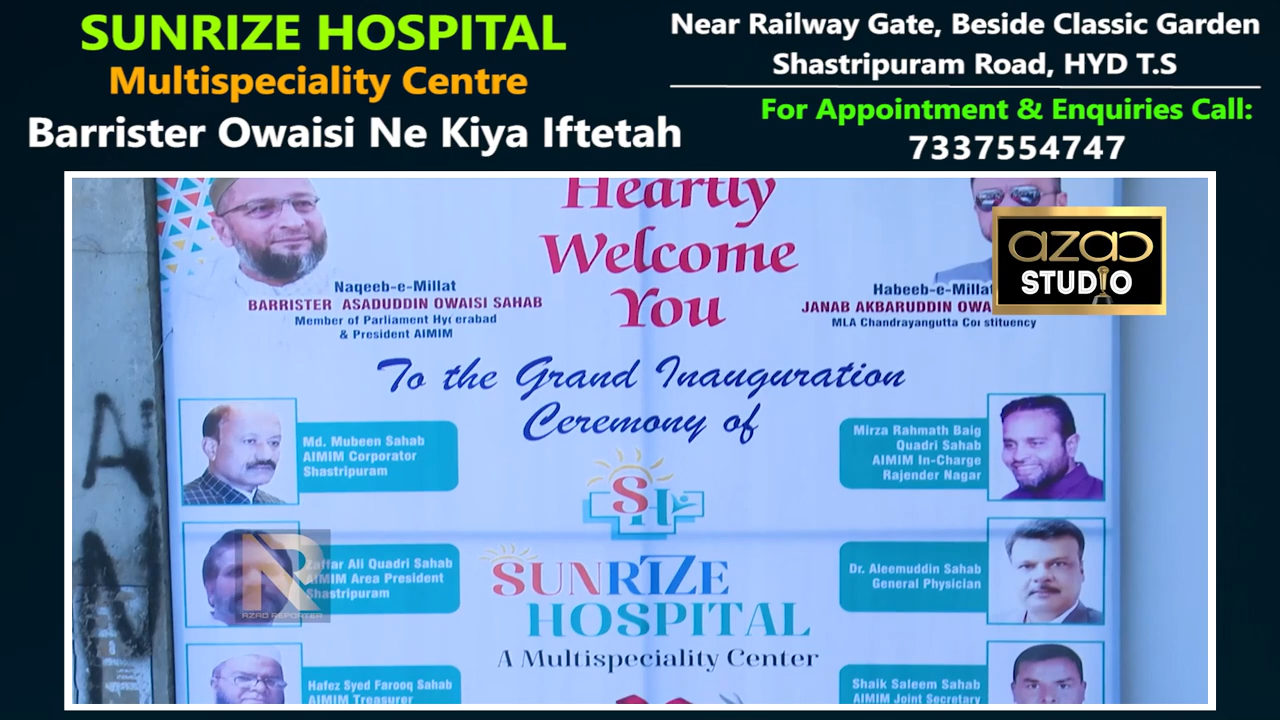 SUNRIZE HOSPITAL
Multispeciality Centre
Barrister Owaisi Ne Kiya Iftetah
Near Railway Gate, Beside Classic Garden
Shastripuram Road, HYD T.S
For Appointment & Enquiries Call:
7337554747
Heartly
Welcome
You
Naqeeb-e-Millat
BARRISTER ASADUDDIN OWAISI SAHAB
Member of Parliament Hyderabad
& President AIMIM
Habeeb-e-Millat
JANAB AKBARUDDIN
MLA Chandrayangutta Constituency
azad
STUDIO
To the Grand Inauguration
Ceremony of
Md. Mubeen Sahab
AIMIM Corporator
Shastripuram
Mirza Rahmath Baig
Quadri Sahab
AIMIM In-Charge
Rajender Nagar
SH
Zaffar Ali Quadri Sahab
AIMIM Area President
Shastripuram
AZAD REPORTER
Dr. Aleemuddin Sahab
General Physician
SUNRIZE
HOSPITAL
A Multispeciality Center
Hafez Syed Farooq Sahab
AIMIM Treasurer
Shaik Saleem Sahab
AIMIM Joint Secretary